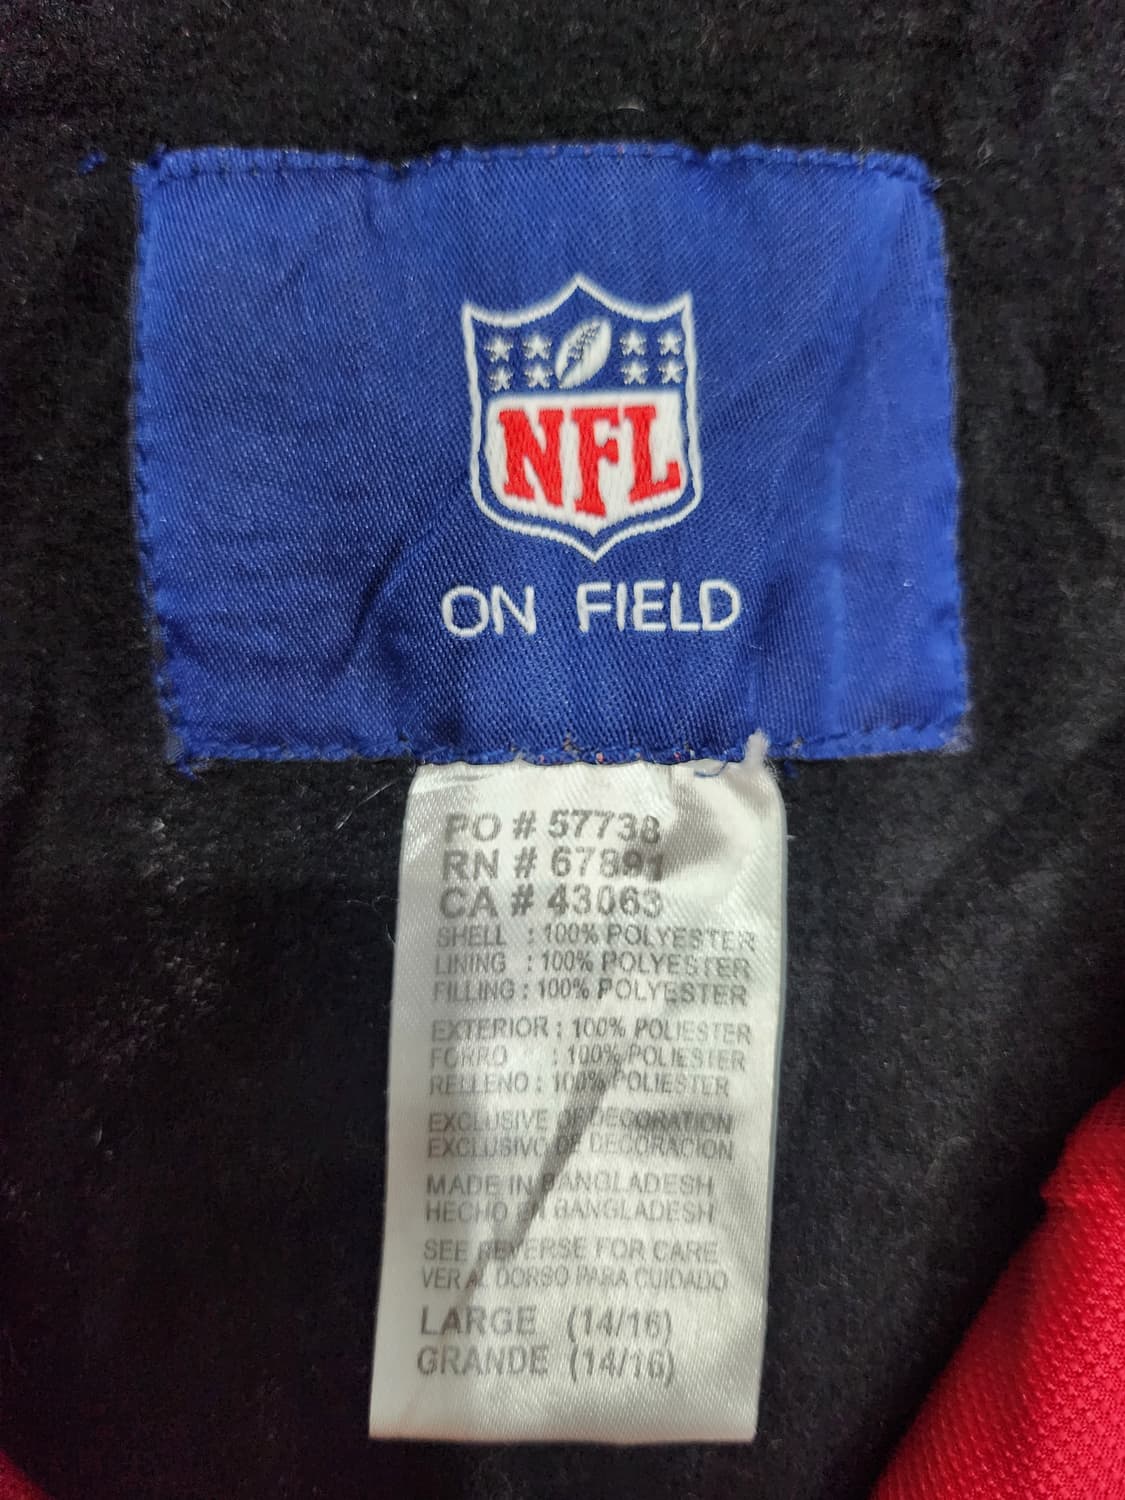 NFL
ON FIELD
PO # 57738
RN # 67891
CA # 43063
SHELL : 100% POLYESTER
LINING : 100% POLYESTER
FILLING : 100% POLYESTER
EXTERIOR : 100% POLIESTER
FORRO : 100% POLIESTER
RELLENO : 100% POLIESTER
EXCLUSIVE OF DECORATION
EXCLUSIVO DE DECORACION
MADE IN BANGLADESH
HECHO EN BANGLADESH
SEE REVERSE FOR CARE
VER AL DORSO PARA CUIDADO
LARGE (14/16)
GRANDE (14/16)